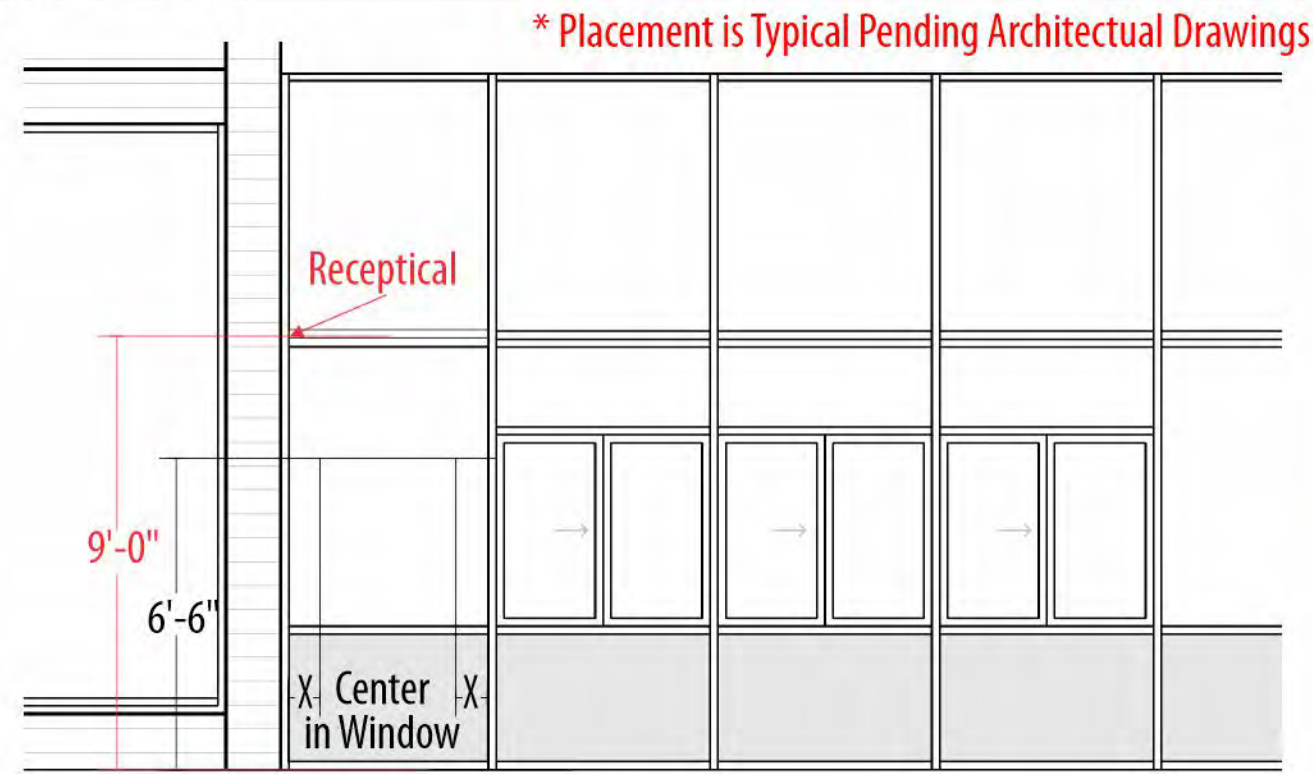 * Placement is Typical Pending Architectual Drawings
Receptical
9'-0"
6'-6"
X Center X
in Window